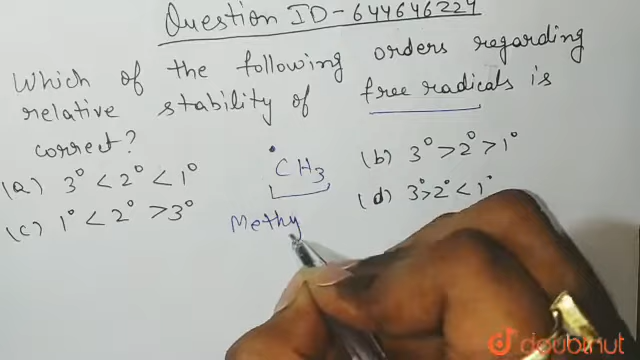 Question ID-644646224
Which of the following orders regarding
relative stability of free radicals is
correct?
(a) 3° < 2° < 1°
(b) 3° > 2° > 1°
(c) 1° < 2° > 3°
(d) 3° > 2° < 1°
•CH3
Methy
doubtnut